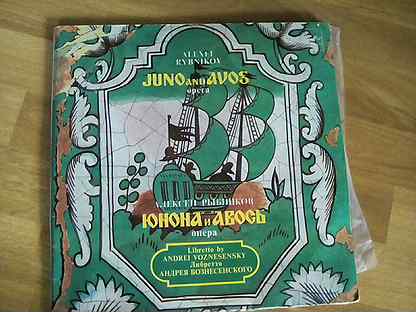 ALEXEI
RYBNIKOV
JUNO AND AVOS
opera
АЛЕКСЕЙ РЫБНИКОВ
ЮНОНА И АВОСЬ
опера
Libretto by
ANDREI VOZNESENSKY
Либретто
АНДРЕЯ ВОЗНЕСЕНСКОГО